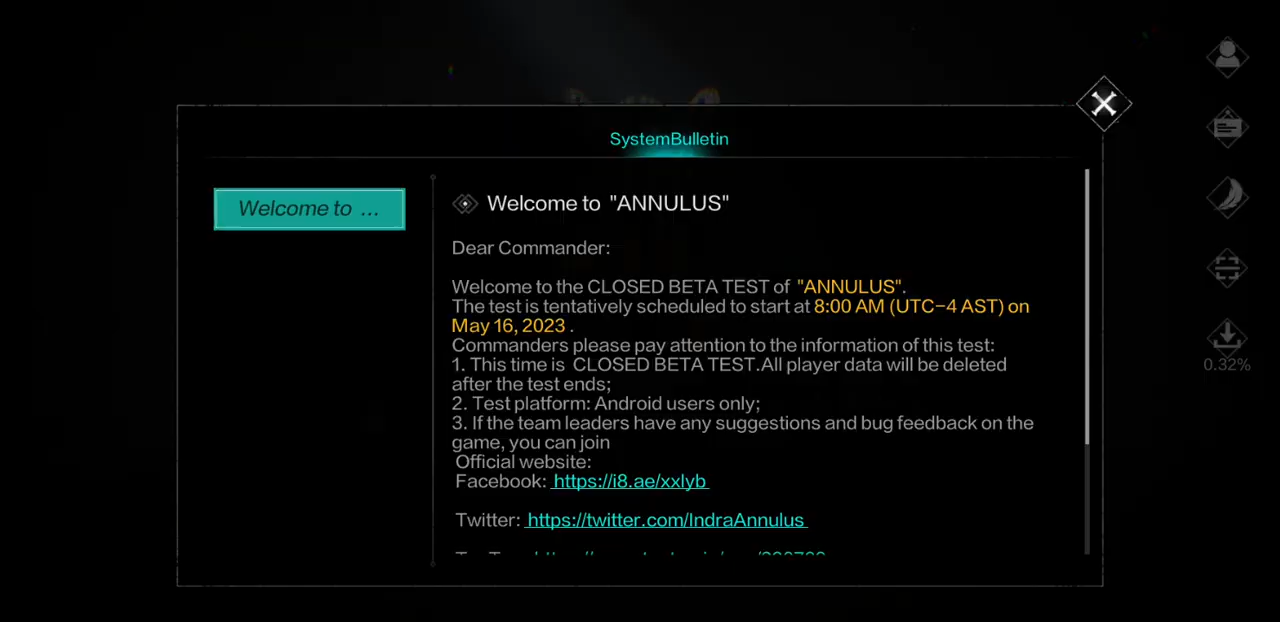 SystemBulletin
Welcome to ...
Welcome to "ANNULUS"
Dear Commander:
Welcome to the CLOSED BETA TEST of "ANNULUS".
The test is tentatively scheduled to start at 8:00 AM (UTC-4 AST) on
May 16, 2023 .
Commanders please pay attention to the information of this test:
1. This time is CLOSED BETA TEST.All player data will be deleted
after the test ends;
2. Test platform: Android users only;
3. If the team leaders have any suggestions and bug feedback on the
game, you can join
Official website:
Facebook: https://i8.ae/xxlyb
Twitter: https://twitter.com/IndraAnnulus
0.32%